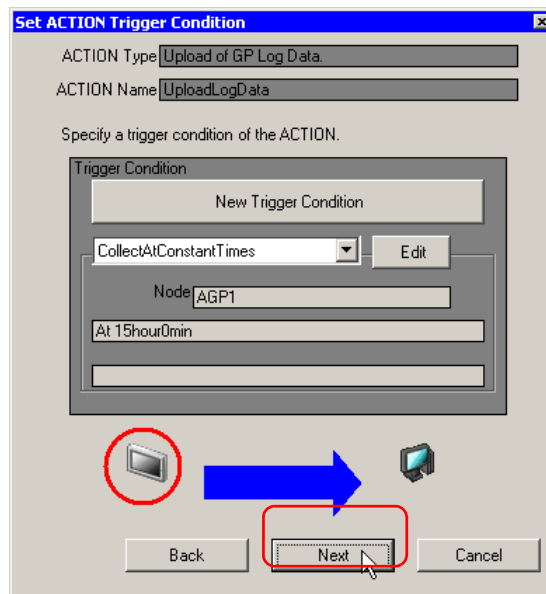 Set ACTION Trigger Condition
ACTION Type Upload of GP Log Data.
ACTION Name UploadLogData
Specify a trigger condition of the ACTION.
Trigger Condition
New Trigger Condition
CollectAtConstantTimes Edit
Node AGP1
At 15hour0min
Back Next Cancel